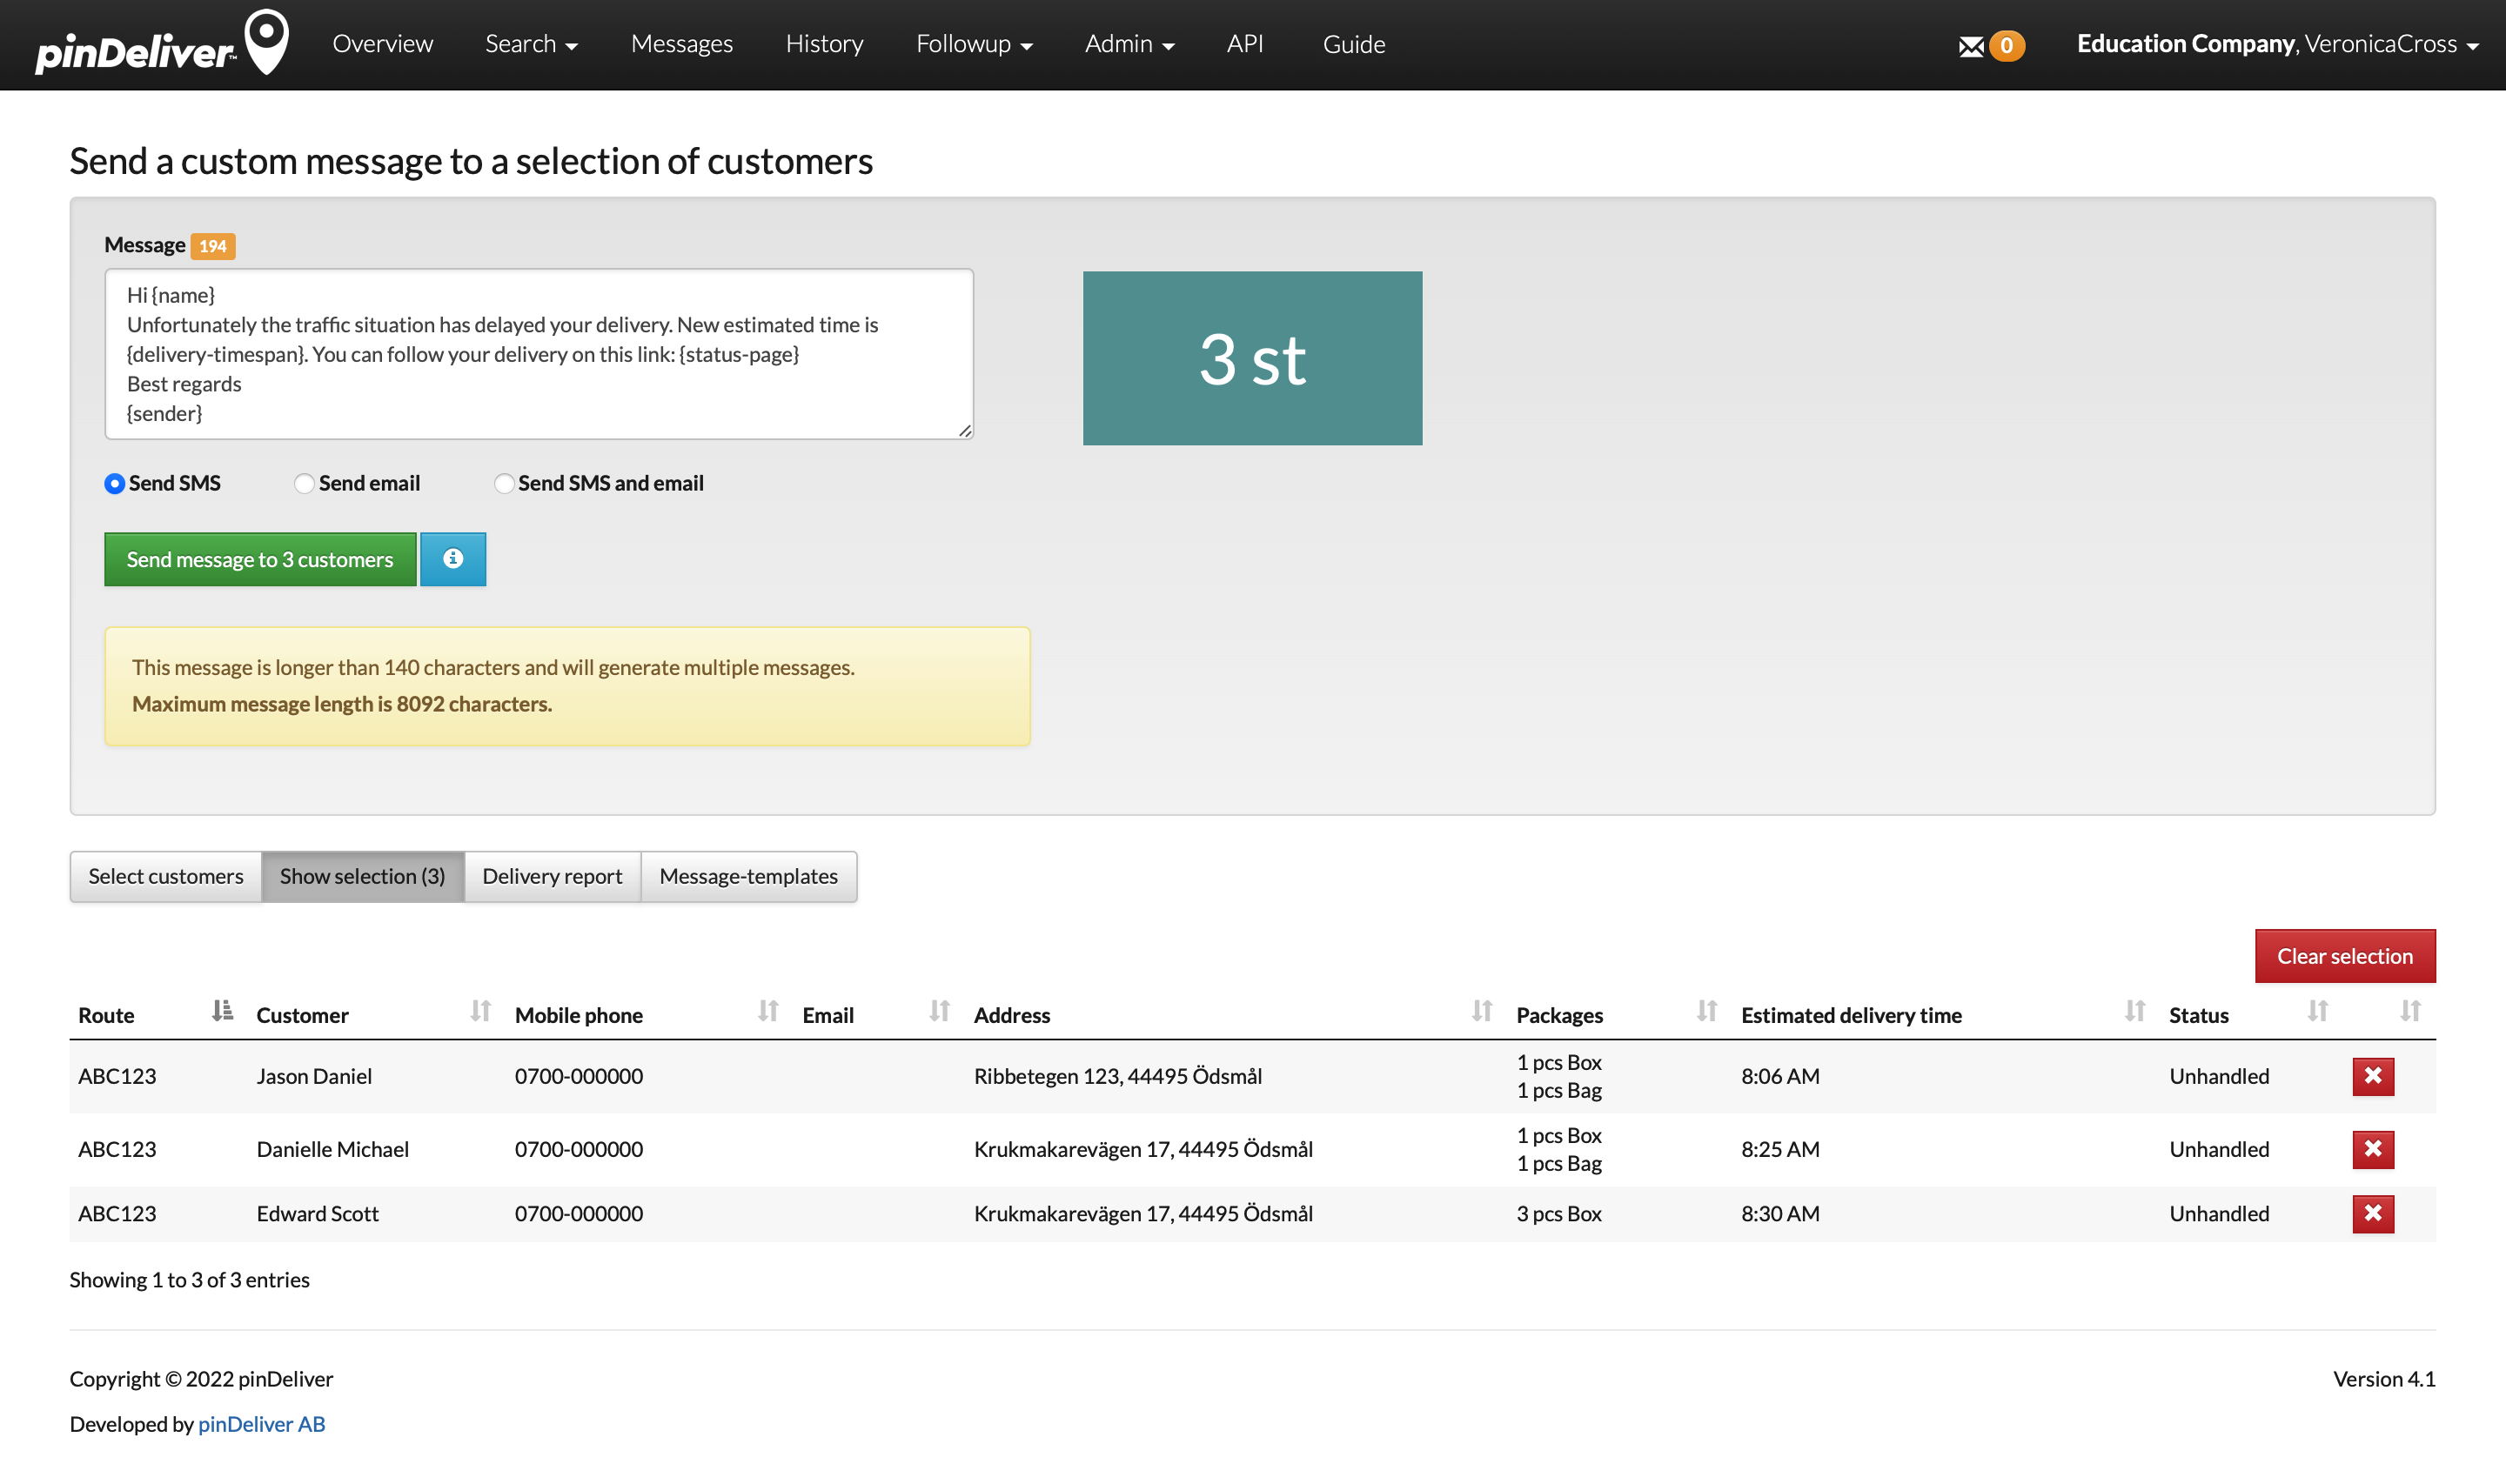 pinDeliver™
Overview
Search
Messages
History
Followup
Admin
API
Guide
0
Education Company, VeronicaCross
Send a custom message to a selection of customers
Message 194
Hi {name}
Unfortunately the traffic situation has delayed your delivery. New estimated time is
{delivery-timespan}. You can follow your delivery on this link: {status-page}
Best regards
{sender}
3 st
Send SMS
Send email
Send SMS and email
Send message to 3 customers
This message is longer than 140 characters and will generate multiple messages.
Maximum message length is 8092 characters.
Select customers
Show selection (3)
Delivery report
Message-templates
Clear selection
Route Customer Mobile phone Email Address Packages Estimated delivery time Status
ABC123 Jason Daniel 0700-000000 Ribbetegen 123, 44495 Ödsmål 1 pcs Box 8:06 AM Unhandled
1 pcs Bag
ABC123 Danielle Michael 0700-000000 Krukmakarevägen 17, 44495 Ödsmål 1 pcs Box 8:25 AM Unhandled
1 pcs Bag
ABC123 Edward Scott 0700-000000 Krukmakarevägen 17, 44495 Ödsmål 3 pcs Box 8:30 AM Unhandled
Showing 1 to 3 of 3 entries
Copyright © 2022 pinDeliver
Version 4.1
Developed by pinDeliver AB